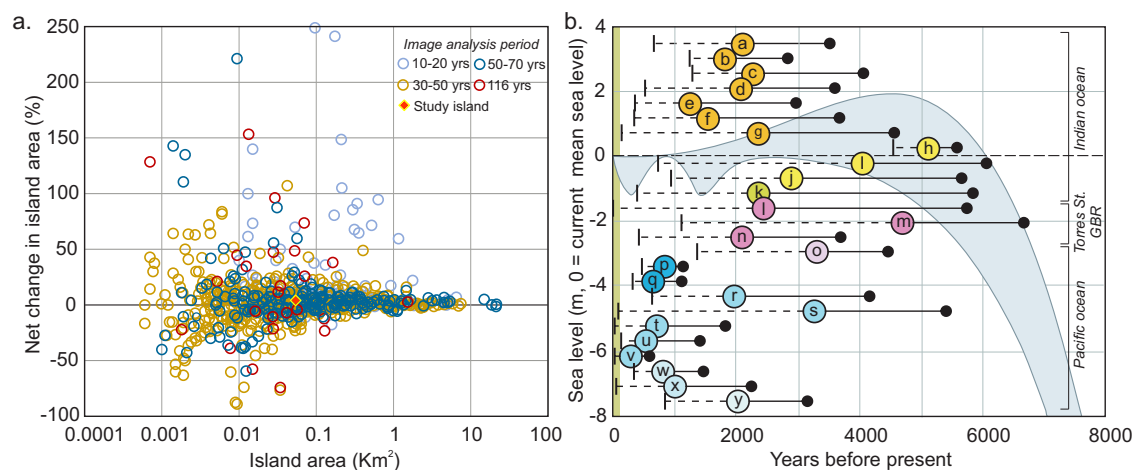 a.
250
200
150
100
50
0
-50
-100
Net change in island area (%)
0.0001
0.001
0.01
0.1
1
10
100
Island area (Km²)
Image analysis period
10-20 yrs
50-70 yrs
30-50 yrs
116 yrs
Study island
b.
4
2
0
-2
-4
-6
-8
Sea level (m, 0 = current mean sea level)
0
2000
4000
6000
8000
Years before present
a
b
c
d
e
f
g
h
l
j
k
l
m
n
o
p
q
r
s
t
u
v
w
x
y
Indian ocean
Torres St.
GBR
Pacific ocean